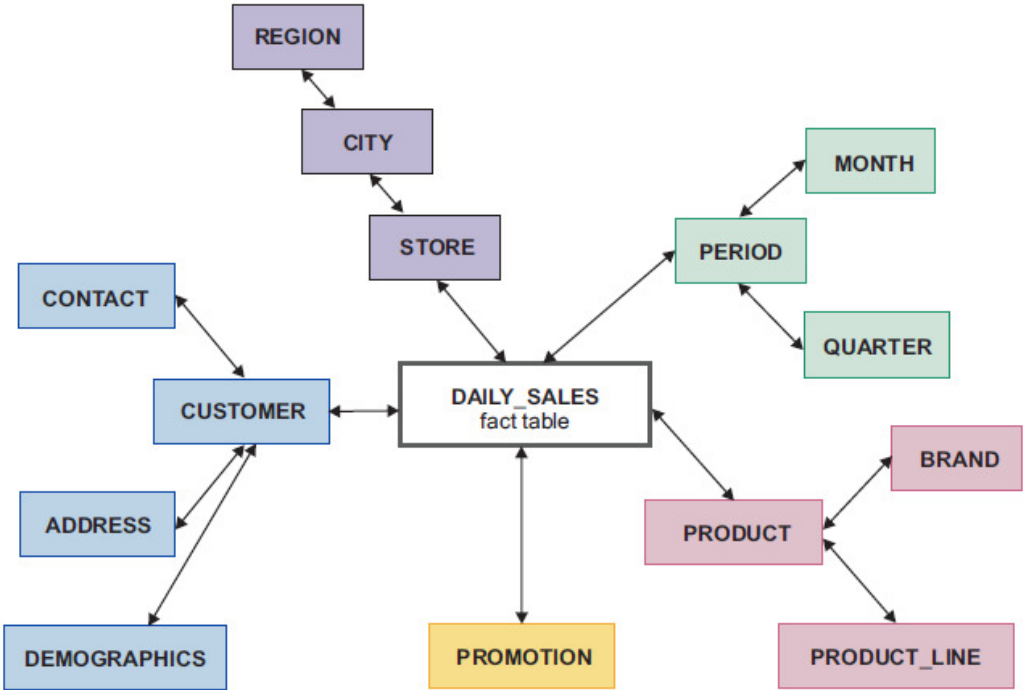 REGION
CITY
MONTH
STORE
PERIOD
CONTACT
QUARTER
CUSTOMER
DAILY_SALES
fact table
BRAND
ADDRESS
PRODUCT
DEMOGRAPHICS
PROMOTION
PRODUCT_LINE